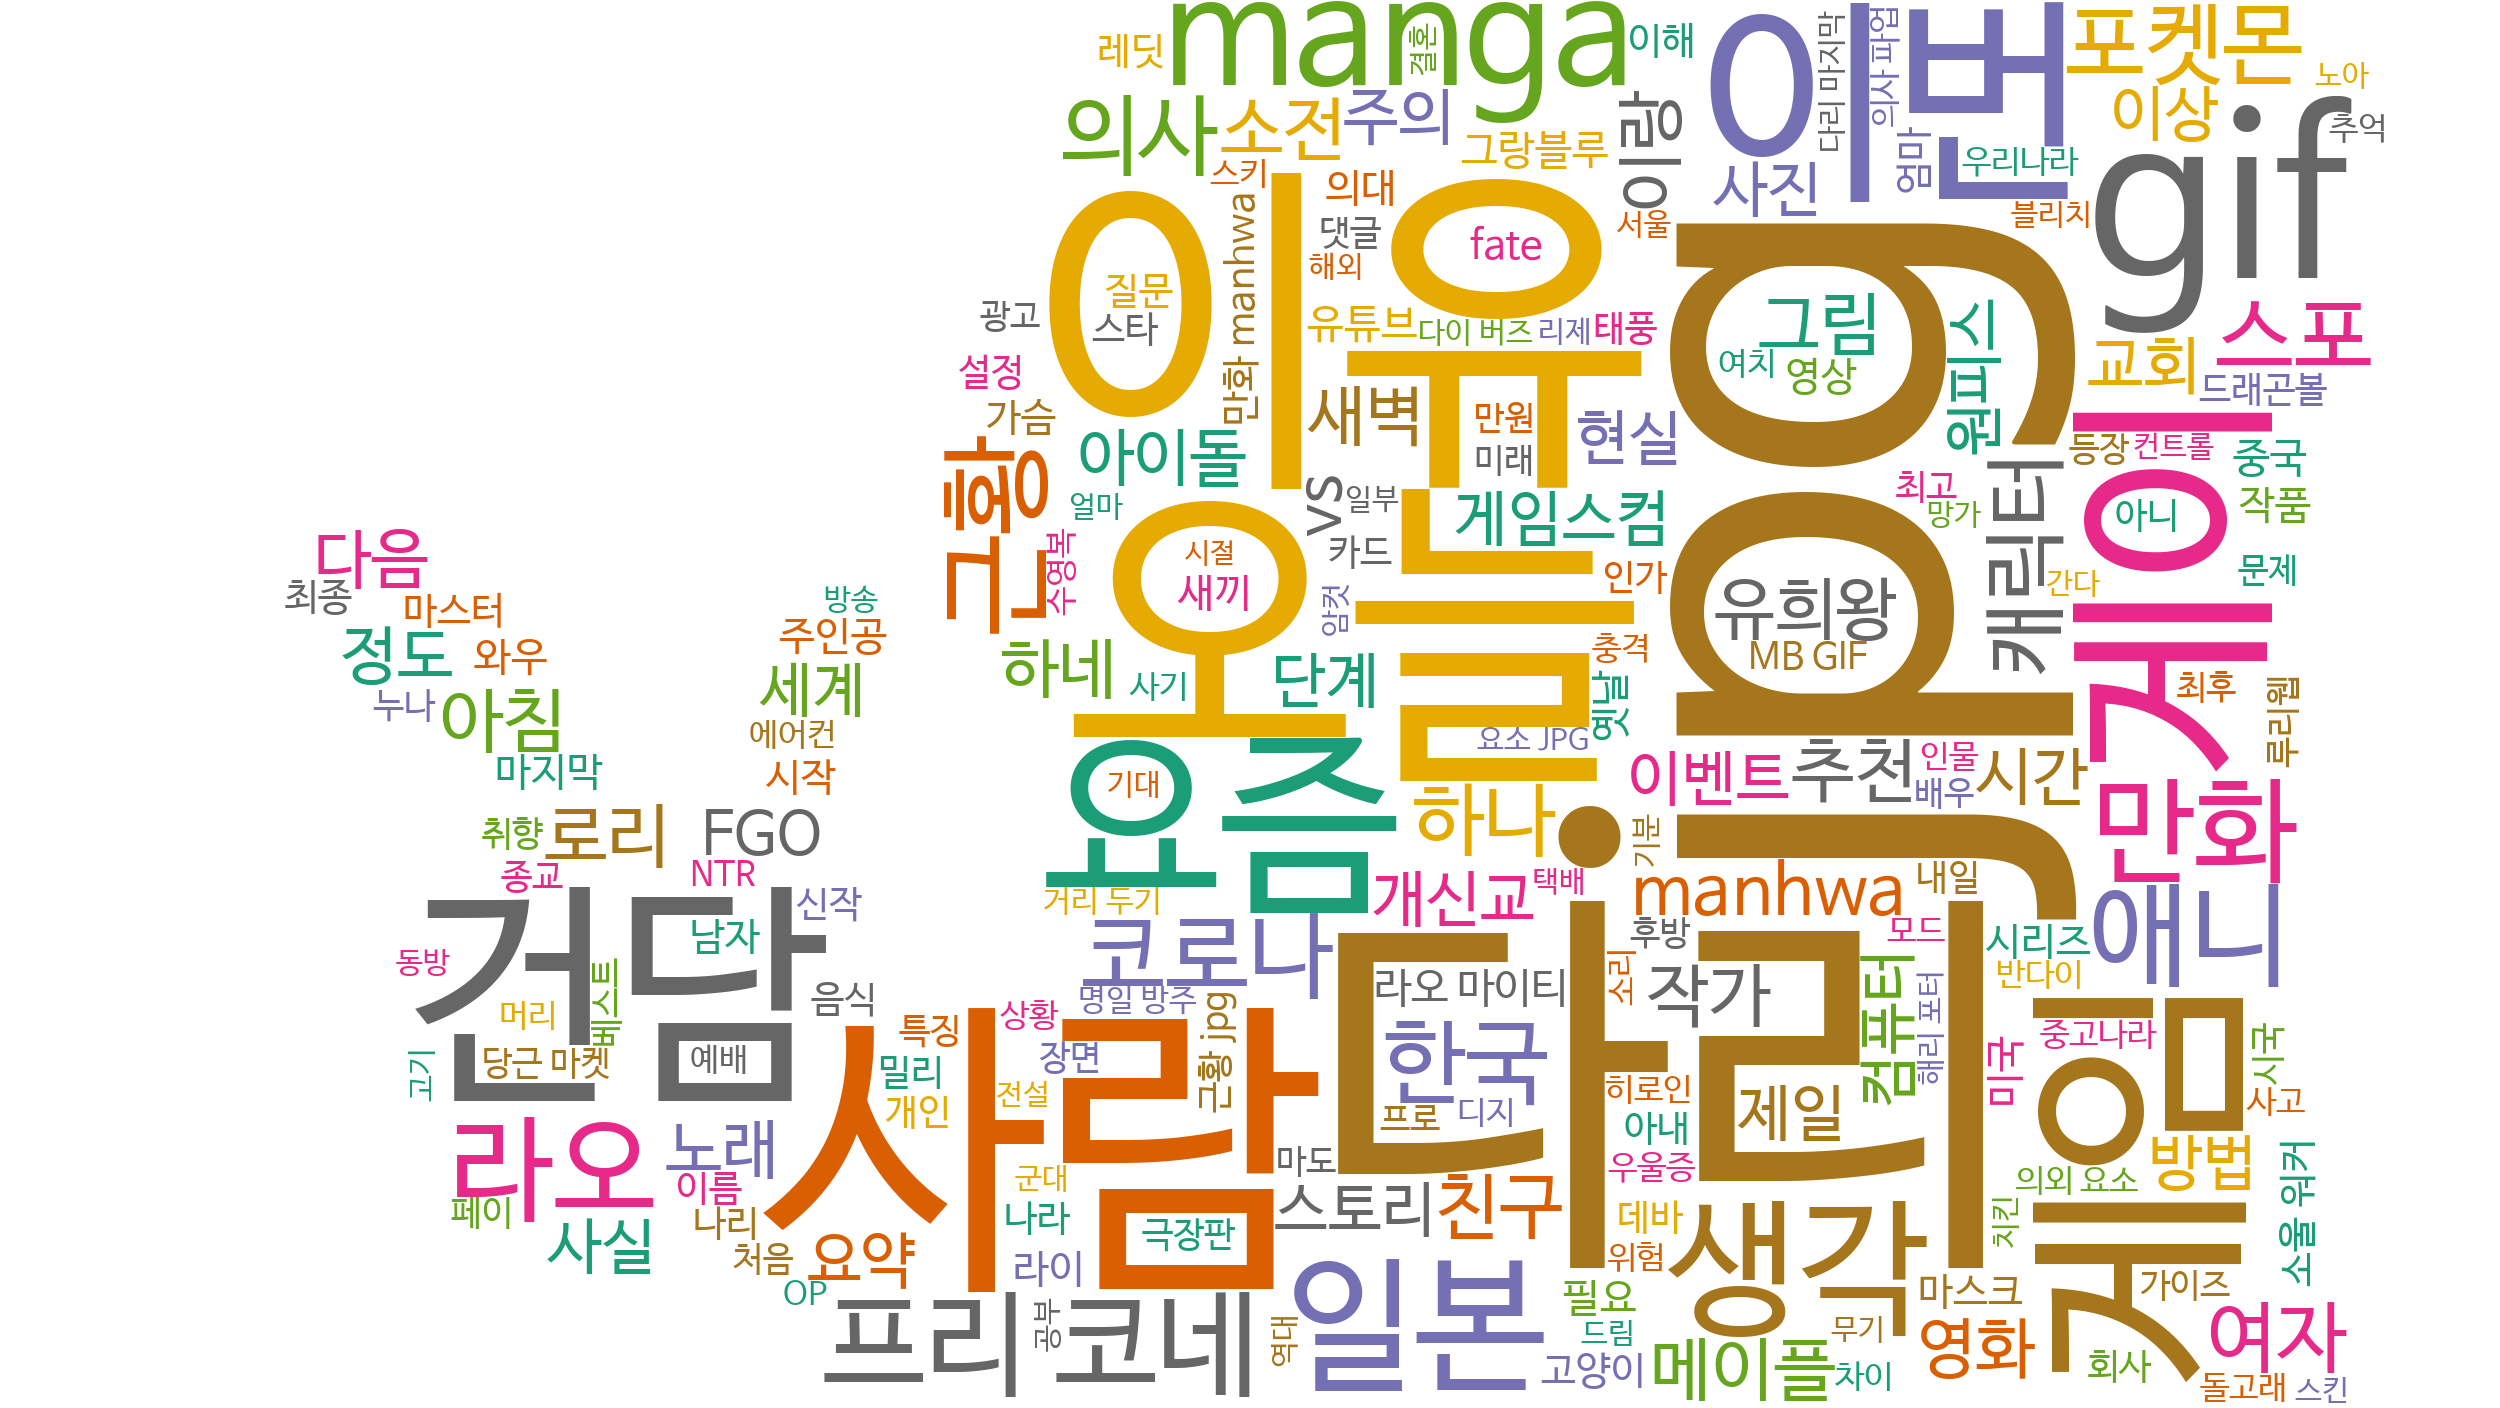 manga
레딧
결혼
이해
이번
다리 마지막
의사 파업
포켓몬
노아
이상
추억
의사
소전
주의
그랑블루
이랑
엄마
우리나라
gif
스키
의대
사진
서울
블리치
만화 manhwa
댓글
fate
해외
이유
jpg
그림
질문
스타
광고
유튜브
다이 버즈
리제
태풍
여치
영상
원피스
스포
교회
드래곤볼
설정
가슴
새벽
만원
미래
현실
등장
컨트롤
중국
근황
아이돌
얼마
vs
일부
게임스컴
최고
망가
캐릭터
게이
아니
작품
수영복
오늘
시절
새끼
카드
암컷
인가
유희왕
MB GIF
간다
문제
다음
최종
마스터
방송
주인공
정도
와우
하네
사기
단계
충격
옛날
최후
루리웹
누나
아침
세계
에어컨
요소 JPG
마지막
시작
요즘
기대
하나
이벤트
추천
인물
배우
시간
만화
취향
로리
FGO
기분
종교
NTR
거리 두기
개신교
택배
manhwa
내일
건담
남자
신작
코로나
후방
모드
시리즈
애니
동방
머리
베스트
음식
명일 방주
라오 마이티
소리
작가
컴퓨터
해리 포터
반다이
당근 마켓
예배
고기
사람
특징
상황
장면
근황 jpg
한국
다리
미국
중고나라
시국
밀리
개인
전설
프로
디지
히로인
아내
제일
게임
사고
라오
노래
이름
군대
마도
우울증
방법
소울 워커
페이
나리
나라
극장판
스토리
친구
데바
의외 요소
치킨
사실
처음
요약
라이
위험
생각
OP
프리코네
공부
일본
역대
필요
드림
고양이
메이플
무기
차이
마스크
영화
가이즈
여자
회사
돌고래
스킨